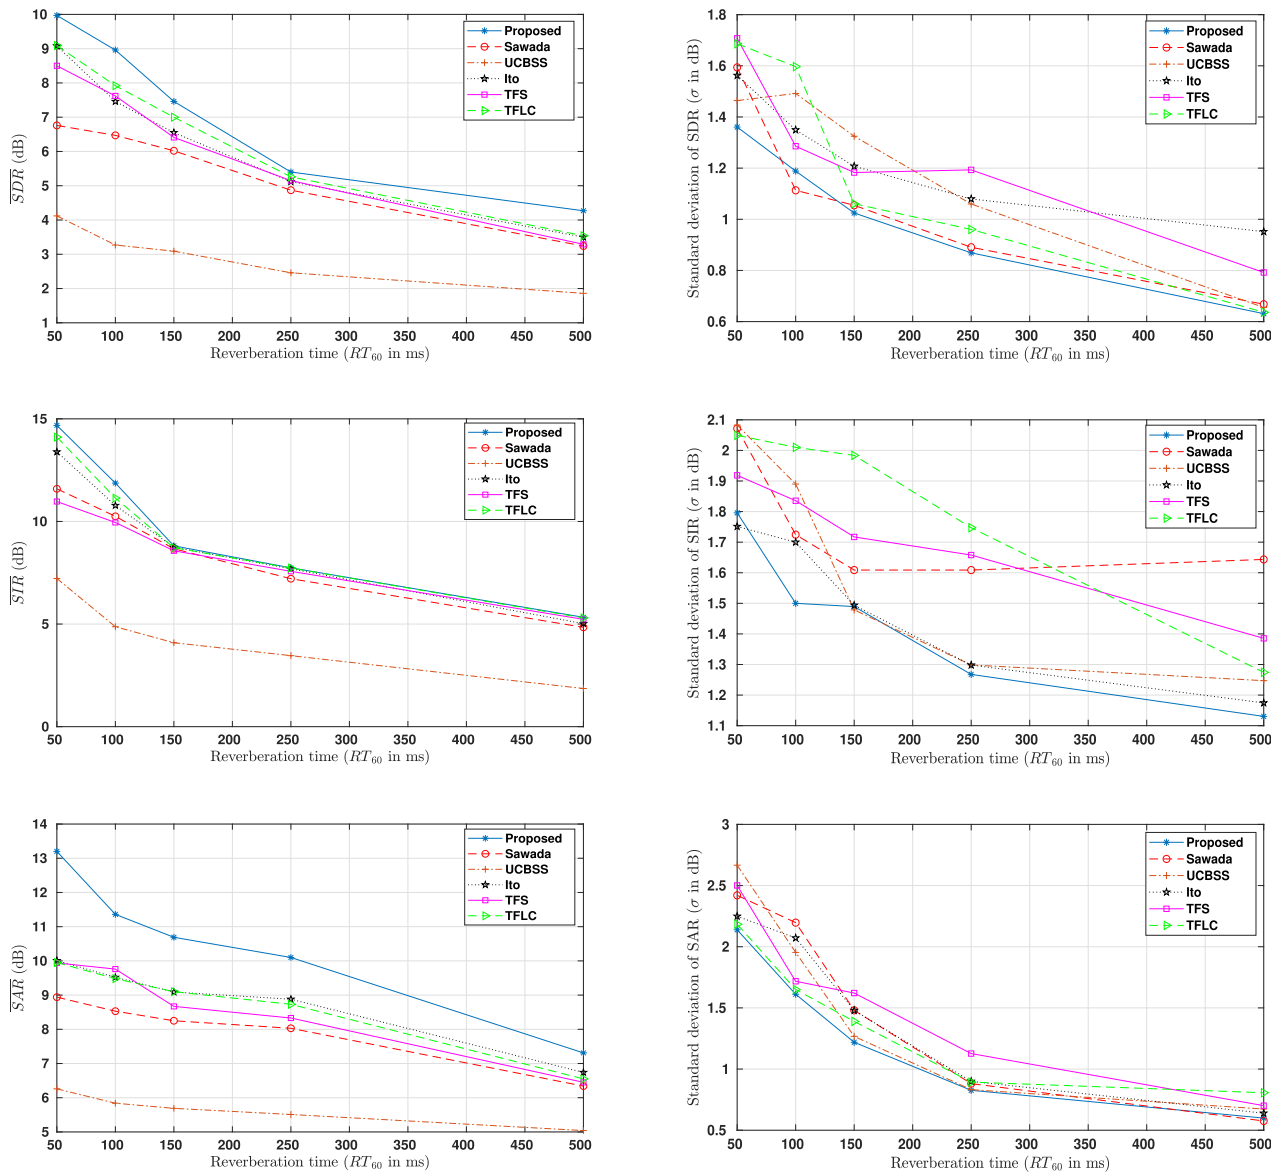 10
9
8
7
6
5
4
3
2
1
SDR (dB)
50 100 150 200 250 300 350 400 450 500
Reverberation time (RT60 in ms)
Proposed
Sawada
UCBSS
Ito
TFS
TFLC
1.8
1.6
1.4
1.2
1
0.8
0.6
Standard deviation of SDR (σ in dB)
50 100 150 200 250 300 350 400 450 500
Reverberation time (RT60 in ms)
Proposed
Sawada
UCBSS
Ito
TFS
TFLC
15
10
5
0
SIR (dB)
50 100 150 200 250 300 350 400 450 500
Reverberation time (RT60 in ms)
Proposed
Sawada
UCBSS
Ito
TFS
TFLC
2.1
2
1.9
1.8
1.7
1.6
1.5
1.4
1.3
1.2
1.1
Standard deviation of SIR (σ in dB)
50 100 150 200 250 300 350 400 450 500
Reverberation time (RT60 in ms)
Proposed
Sawada
UCBSS
Ito
TFS
TFLC
14
13
12
11
10
9
8
7
6
5
SAR (dB)
50 100 150 200 250 300 350 400 450 500
Reverberation time (RT60 in ms)
Proposed
Sawada
UCBSS
Ito
TFS
TFLC
3
2.5
2
1.5
1
0.5
Standard deviation of SAR (σ in dB)
50 100 150 200 250 300 350 400 450 500
Reverberation time (RT60 in ms)
Proposed
Sawada
UCBSS
Ito
TFS
TFLC